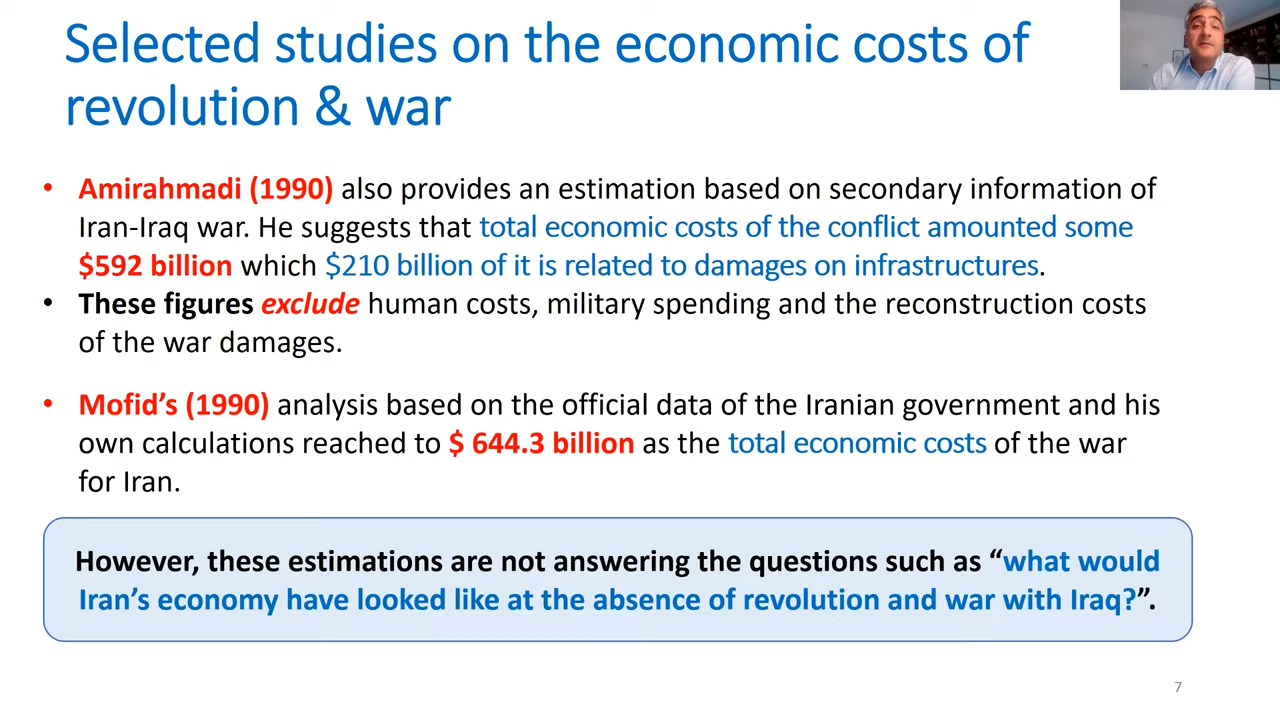 Selected studies on the economic costs of
revolution & war
• Amirahmadi (1990) also provides an estimation based on secondary information of
Iran-Iraq war. He suggests that total economic costs of the conflict amounted some
$592 billion which $210 billion of it is related to damages on infrastructures.
• These figures exclude human costs, military spending and the reconstruction costs
of the war damages.
• Mofid’s (1990) analysis based on the official data of the Iranian government and his
own calculations reached to $ 644.3 billion as the total economic costs of the war
for Iran.
However, these estimations are not answering the questions such as “what would
Iran’s economy have looked like at the absence of revolution and war with Iraq?”.
7